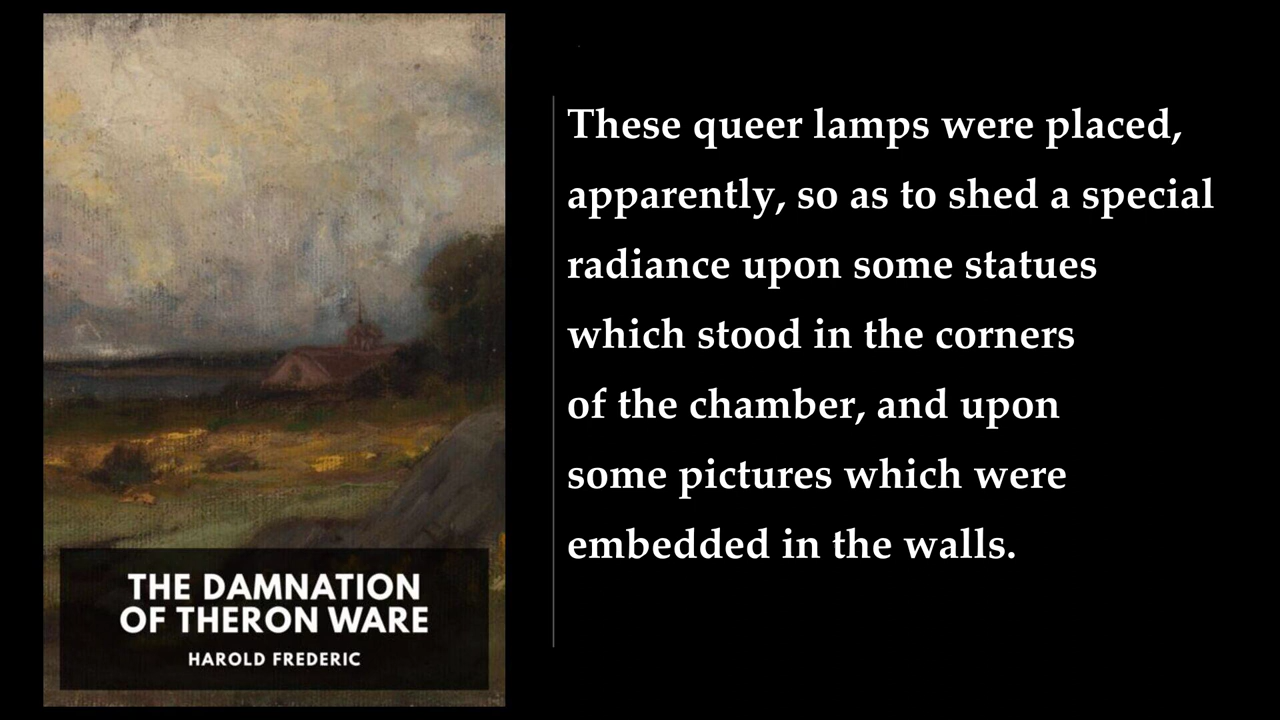 THE DAMNATION
OF THERON WARE
HAROLD FREDERIC
These queer lamps were placed,
apparently, so as to shed a special
radiance upon some statues
which stood in the corners
of the chamber, and upon
some pictures which were
embedded in the walls.